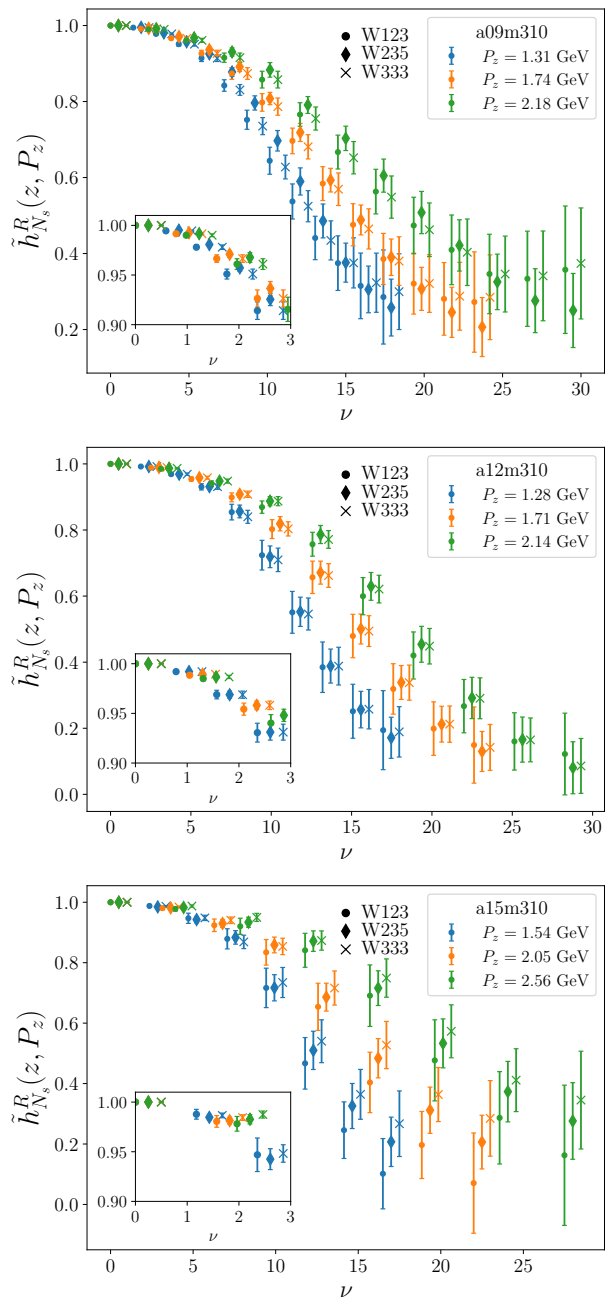 W123
W235
W333
a09m310
P_z = 1.31 GeV
P_z = 1.74 GeV
P_z = 2.18 GeV
h̃^R_{N_s}(z, P_z)
1.0
0.8
0.6
0.4
0.2
1.00
0.95
0.90
0 1 2 3
ν
0 5 10 15 20 25 30
ν
W123
W235
W333
a12m310
P_z = 1.28 GeV
P_z = 1.71 GeV
P_z = 2.14 GeV
h̃^R_{N_s}(z, P_z)
1.0
0.8
0.6
0.4
0.2
0.0
1.00
0.95
0.90
0 1 2 3
ν
0 5 10 15 20 25 30
ν
W123
W235
W333
a15m310
P_z = 1.54 GeV
P_z = 2.05 GeV
P_z = 2.56 GeV
h̃^R_{N_s}(z, P_z)
1.0
0.8
0.6
0.4
0.2
0.0
1.00
0.95
0.90
0 1 2 3
ν
0 5 10 15 20 25
ν